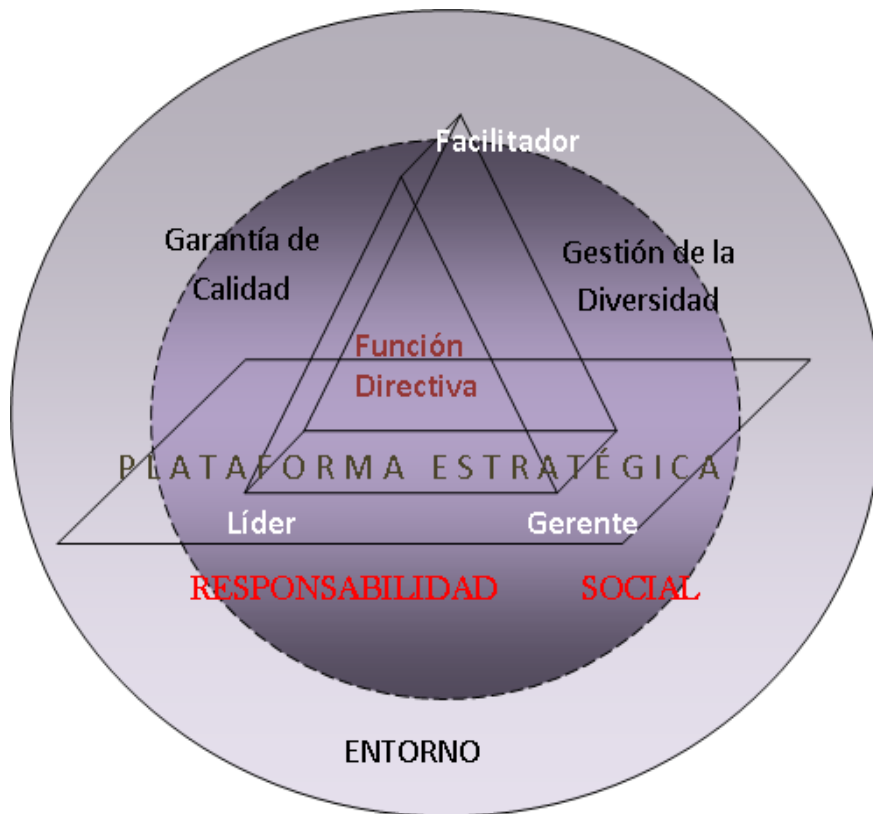 Facilitador
Garantía de
Calidad
Gestión de la
Diversidad
Función
Directiva
PLATAFORMA ESTRATÉGICA
Líder
Gerente
RESPONSABILIDAD SOCIAL
ENTORNO